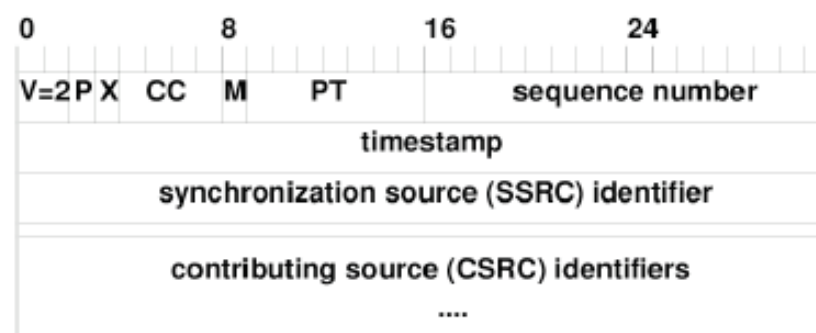 0 8 16 24
V=2 P X CC M PT sequence number
timestamp
synchronization source (SSRC) identifier
contributing source (CSRC) identifiers
....